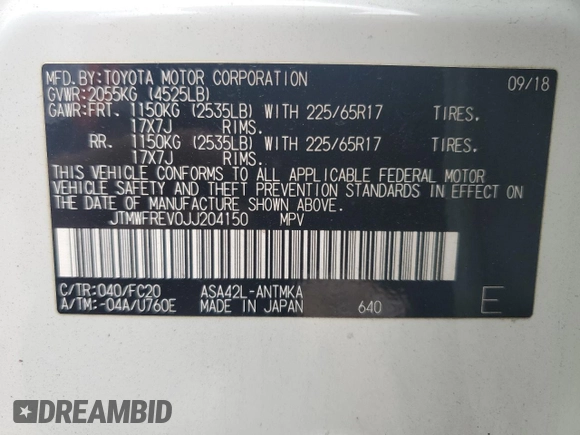 MFD.BY:TOYOTA MOTOR CORPORATION 09/18
GVWR:2055KG (4525LB)
GAWR:FRT. 1150KG (2535LB) WITH 225/65R17 TIRES.
17X7J RIMS.
RR. 1150KG (2535LB) WITH 225/65R17 TIRES.
17X7J RIMS.
THIS VEHICLE CONFORMS TO ALL APPLICABLE FEDERAL MOTOR
VEHICLE SAFETY AND THEFT PREVENTION STANDARDS IN EFFECT ON
THE DATE OF MANUFACTURE SHOWN ABOVE.
JTMWFREV0JJ204150 MPV
C/TR:040/FC20 ASA42L-ANTMKA
A/TM:-04A/U760E MADE IN JAPAN 640 E
DREAMBID